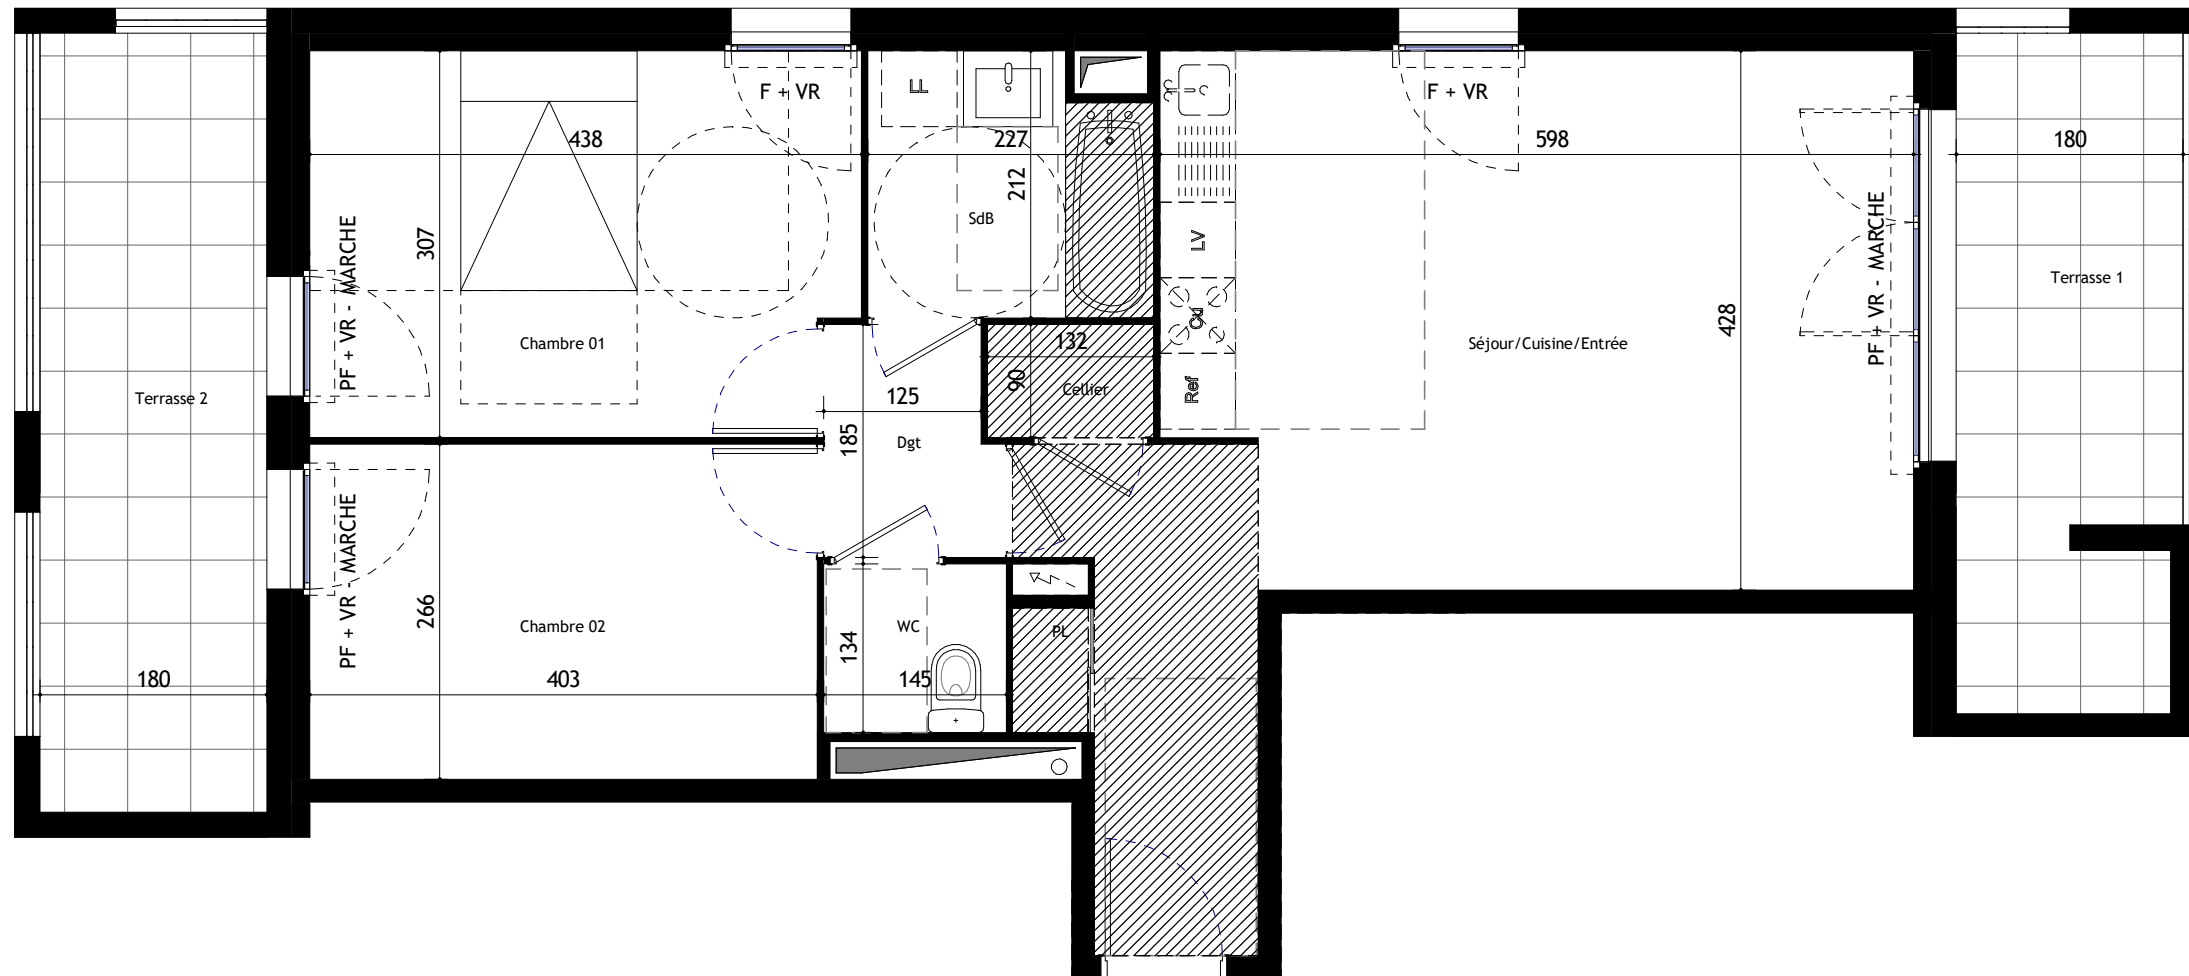 F + VR
F + VR
LL
438
227
598
180
212
SdB
PF + VR - MARCHE
307
LV
PF + VR - MARCHE
Terrasse 1
428
Cu
Chambre 01
132
Séjour/Cuisine/Entrée
90
Cellier
Ref
Terrasse 2
125
185
Dgt
PF + VR - MARCHE
266
Chambre 02
WC
134
PL
180
403
145